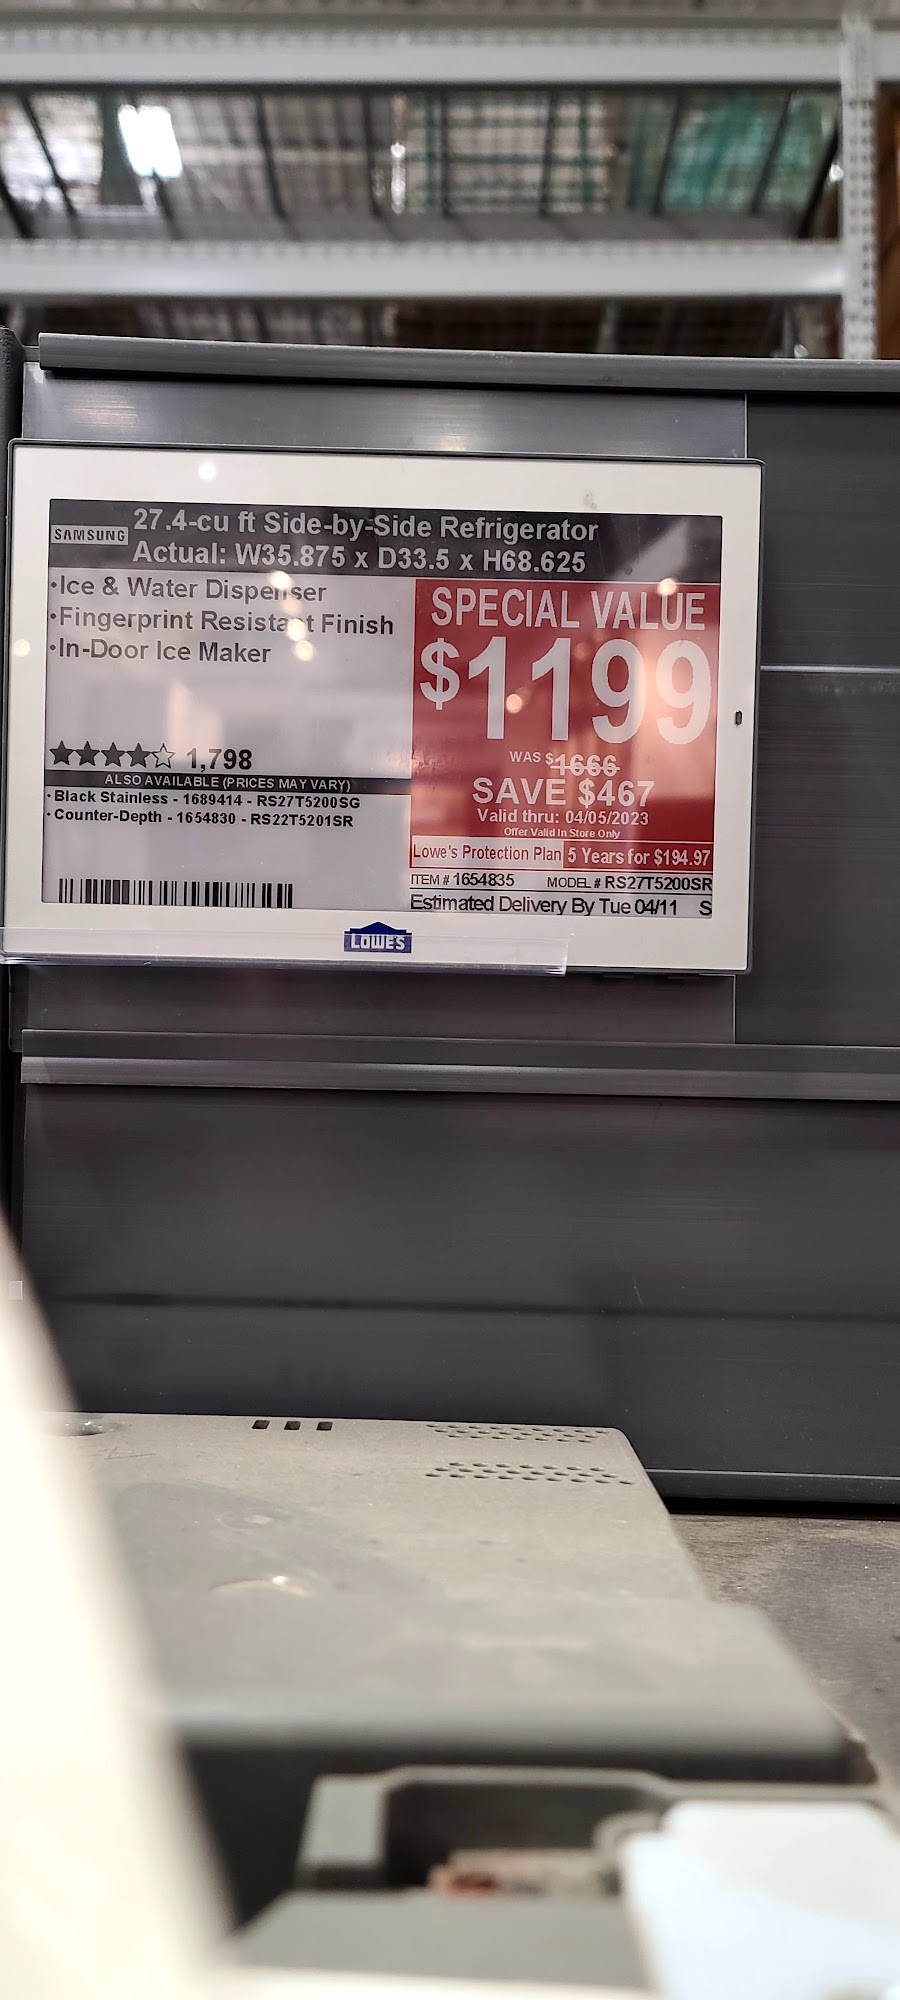 SAMSUNG
27.4-cu ft Side-by-Side Refrigerator
Actual: W35.875 x D33.5 x H68.625
•Ice & Water Dispenser
•Fingerprint Resistant Finish
•In-Door Ice Maker
★★★★☆ 1,798
ALSO AVAILABLE (PRICES MAY VARY)
· Black Stainless - 1689414 - RS27T5200SG
· Counter-Depth - 1654830 - RS22T5201SR
SPECIAL VALUE
$1199
WAS $1666
SAVE $467
Valid thru: 04/05/2023
Offer Valid In Store Only
Lowe's Protection Plan 5 Years for $194.97
ITEM # 1654835 MODEL # RS27T5200SR
Estimated Delivery By Tue 04/11 S
LOWE'S